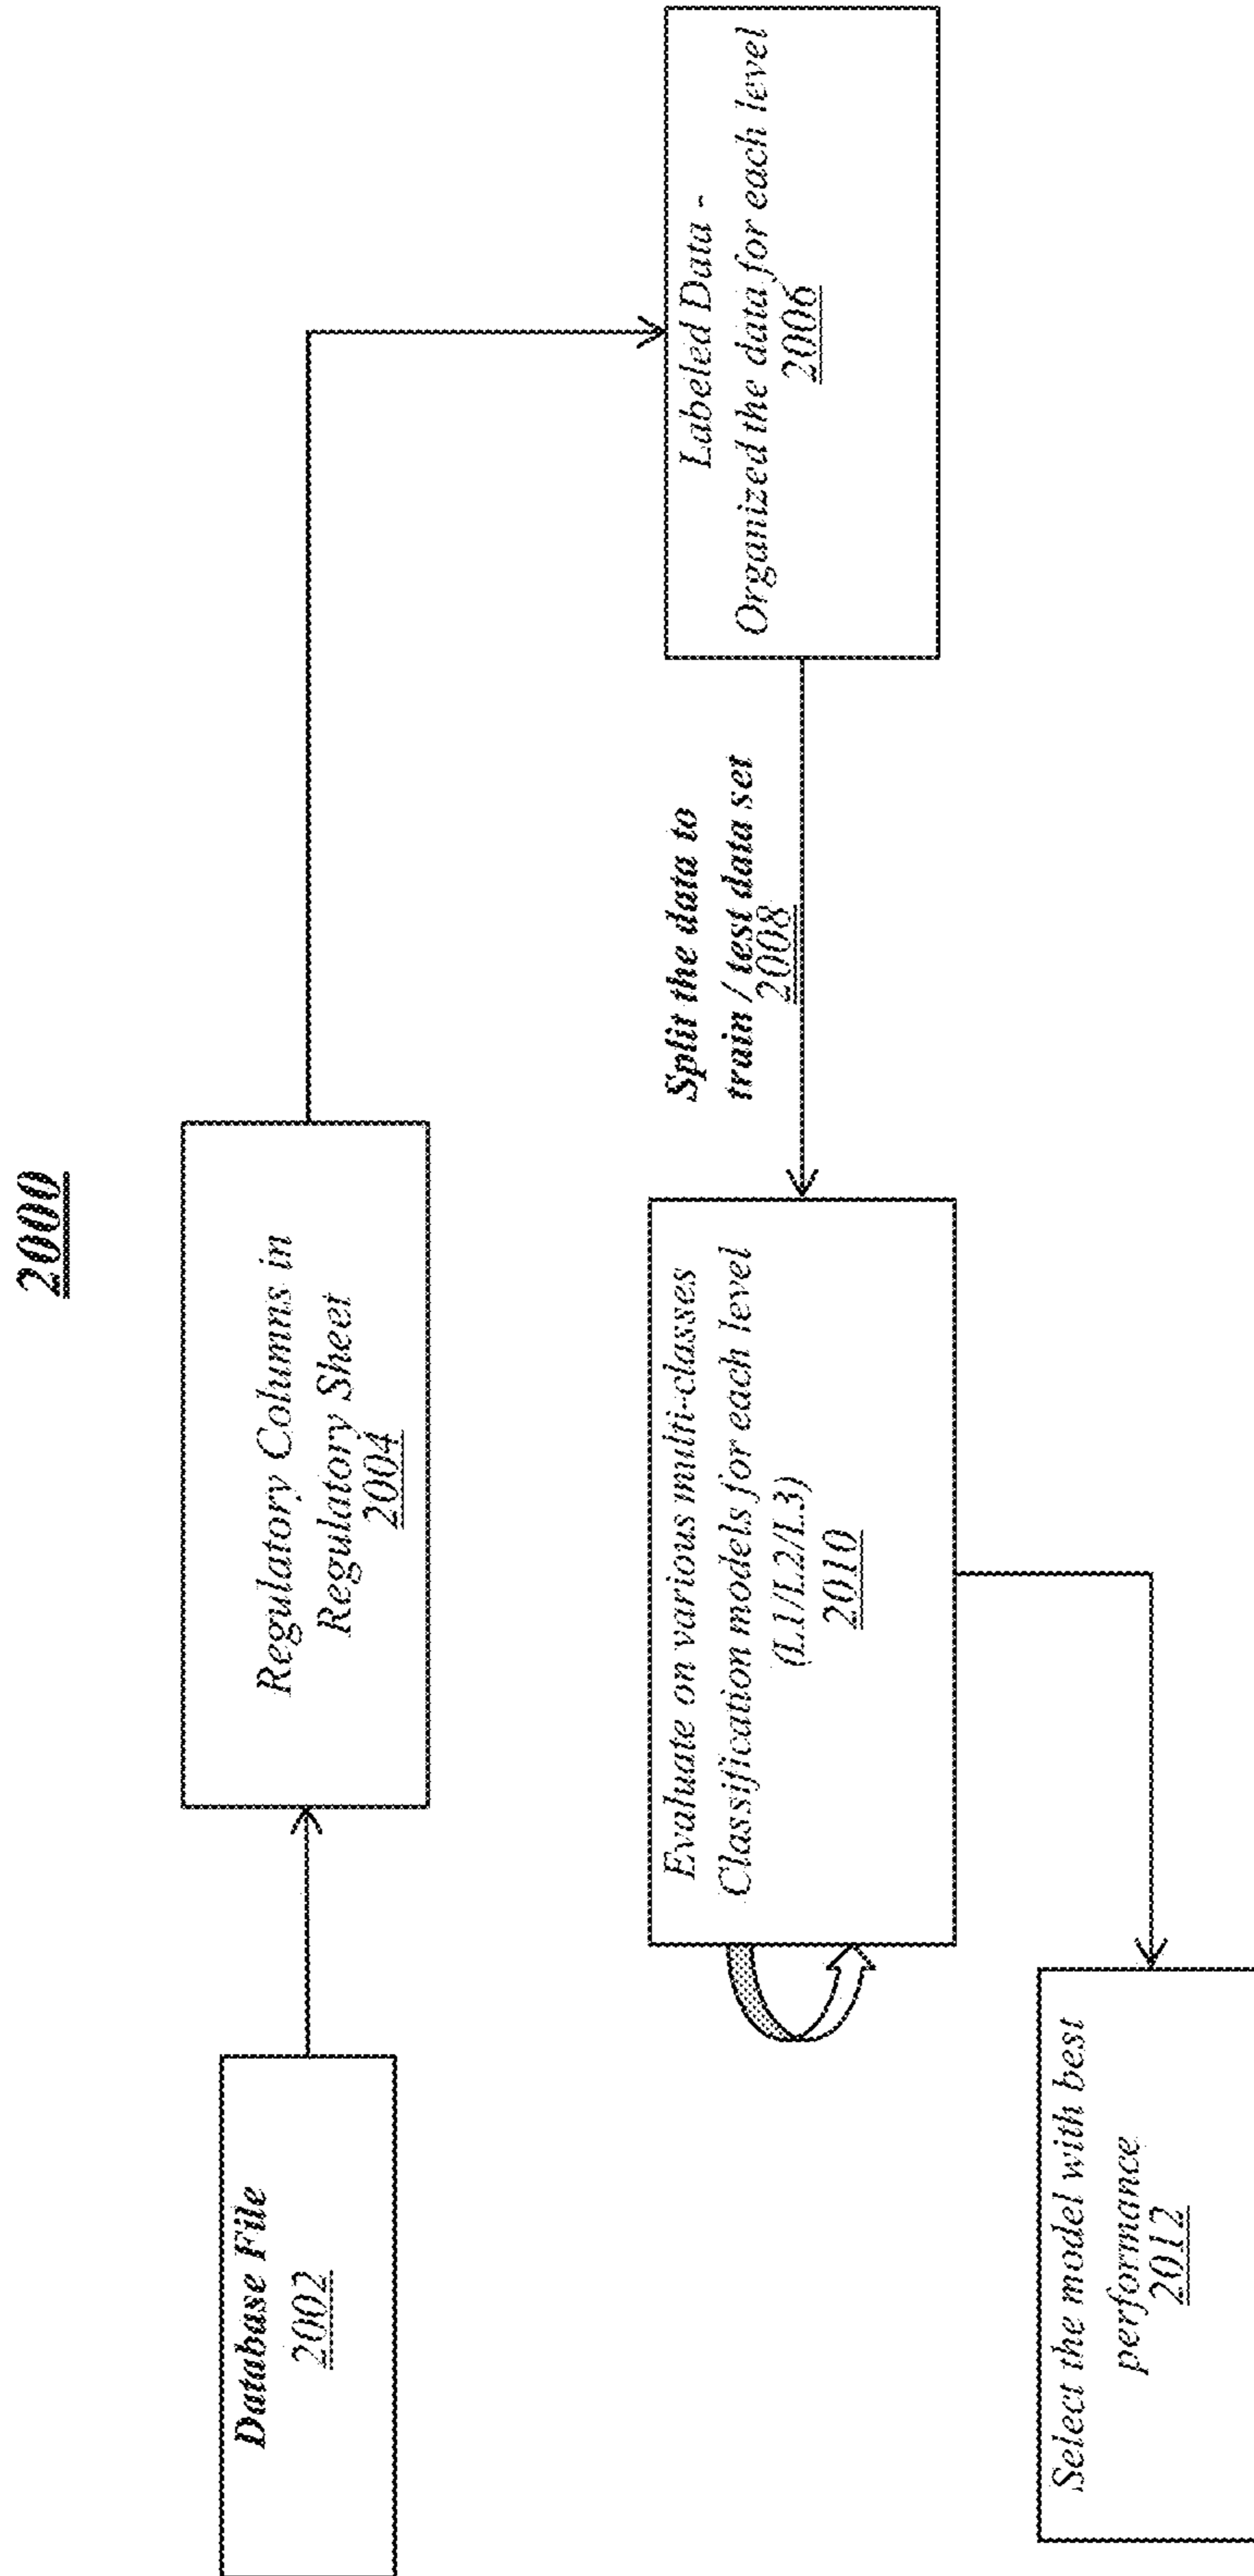 2000
Database File
2002
Regulatory Columns in
Regulatory Sheet
2004
Labeled Data -
Organized the data for each level
2006
Split the data to
train / test data set
2008
Evaluate on various multi-classes
Classification models for each level
(L1/L2/L3)
2010
Select the model with best
performance
2012